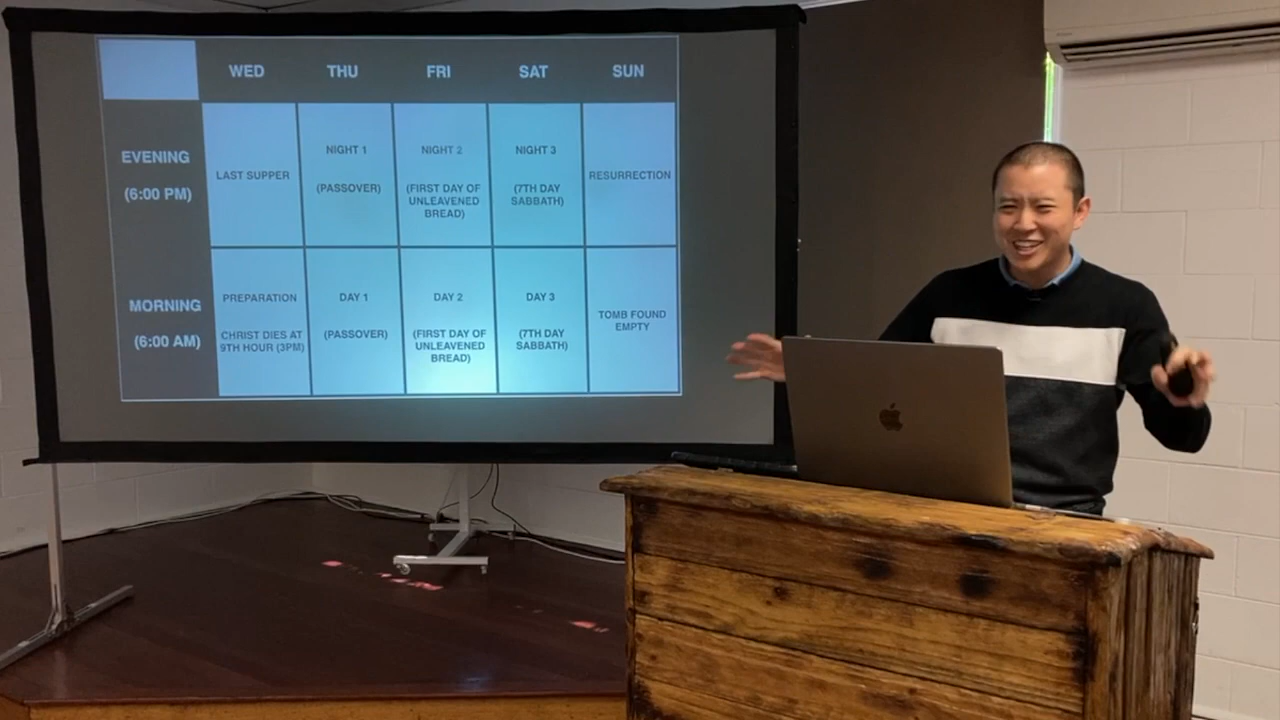 WED THU FRI SAT SUN
EVENING
(6:00 PM)
LAST SUPPER
NIGHT 1
(PASSOVER)
NIGHT 2
(FIRST DAY OF
UNLEAVENED
BREAD)
NIGHT 3
(7TH DAY
SABBATH)
RESURRECTION
MORNING
(6:00 AM)
PREPARATION
CHRIST DIES AT
9TH HOUR (3PM)
DAY 1
(PASSOVER)
DAY 2
(FIRST DAY OF
UNLEAVENED
BREAD)
DAY 3
(7TH DAY
SABBATH)
TOMB FOUND
EMPTY